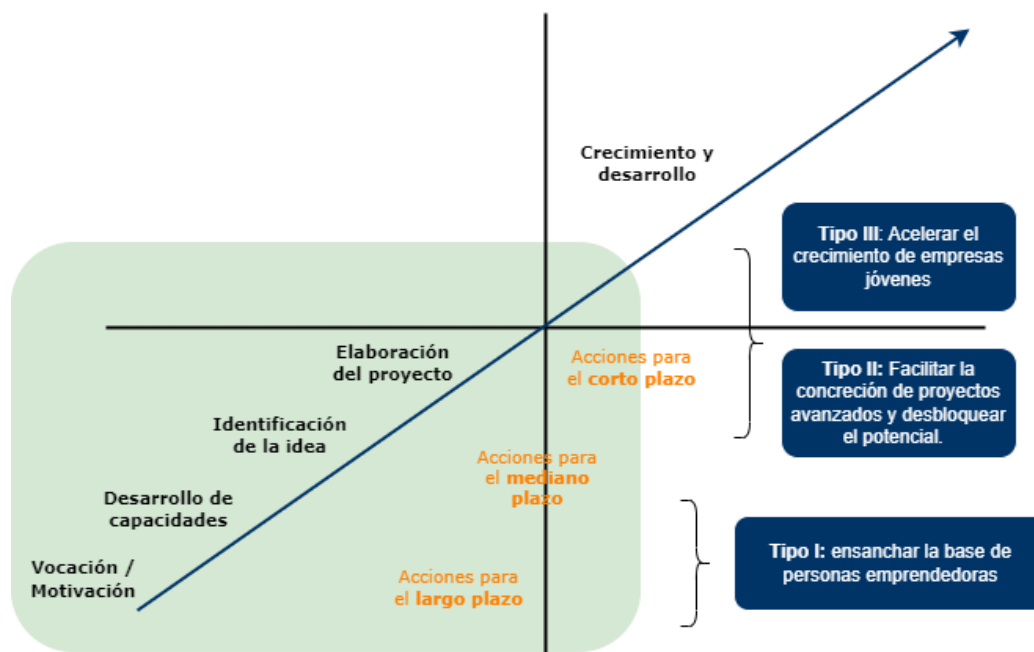 Crecimiento y
desarrollo
Tipo III: Acelerar el
crecimiento de empresas
jóvenes
Elaboración
del proyecto
Acciones para
el corto plazo
Tipo II: Facilitar la
concreción de proyectos
avanzados y desbloquear
el potencial.
Identificación
de la idea
Acciones para
el mediano
plazo
Desarrollo de
capacidades
Tipo I: ensanchar la base de
personas emprendedoras
Vocación /
Motivación
Acciones para
el largo plazo